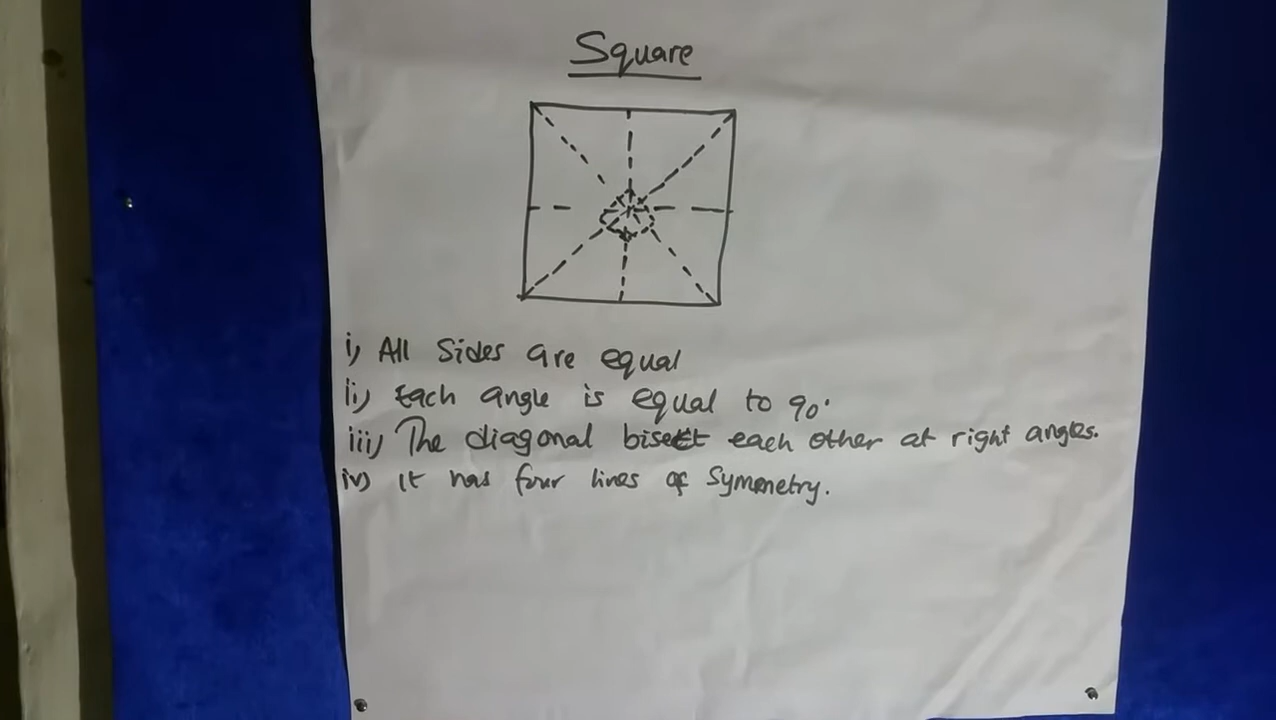 Square
i) All Sides are equal
ii) Each angle is equal to 90°
iii) The diagonal bisect each other at right angles.
iv) it has four lines of Symmetry.